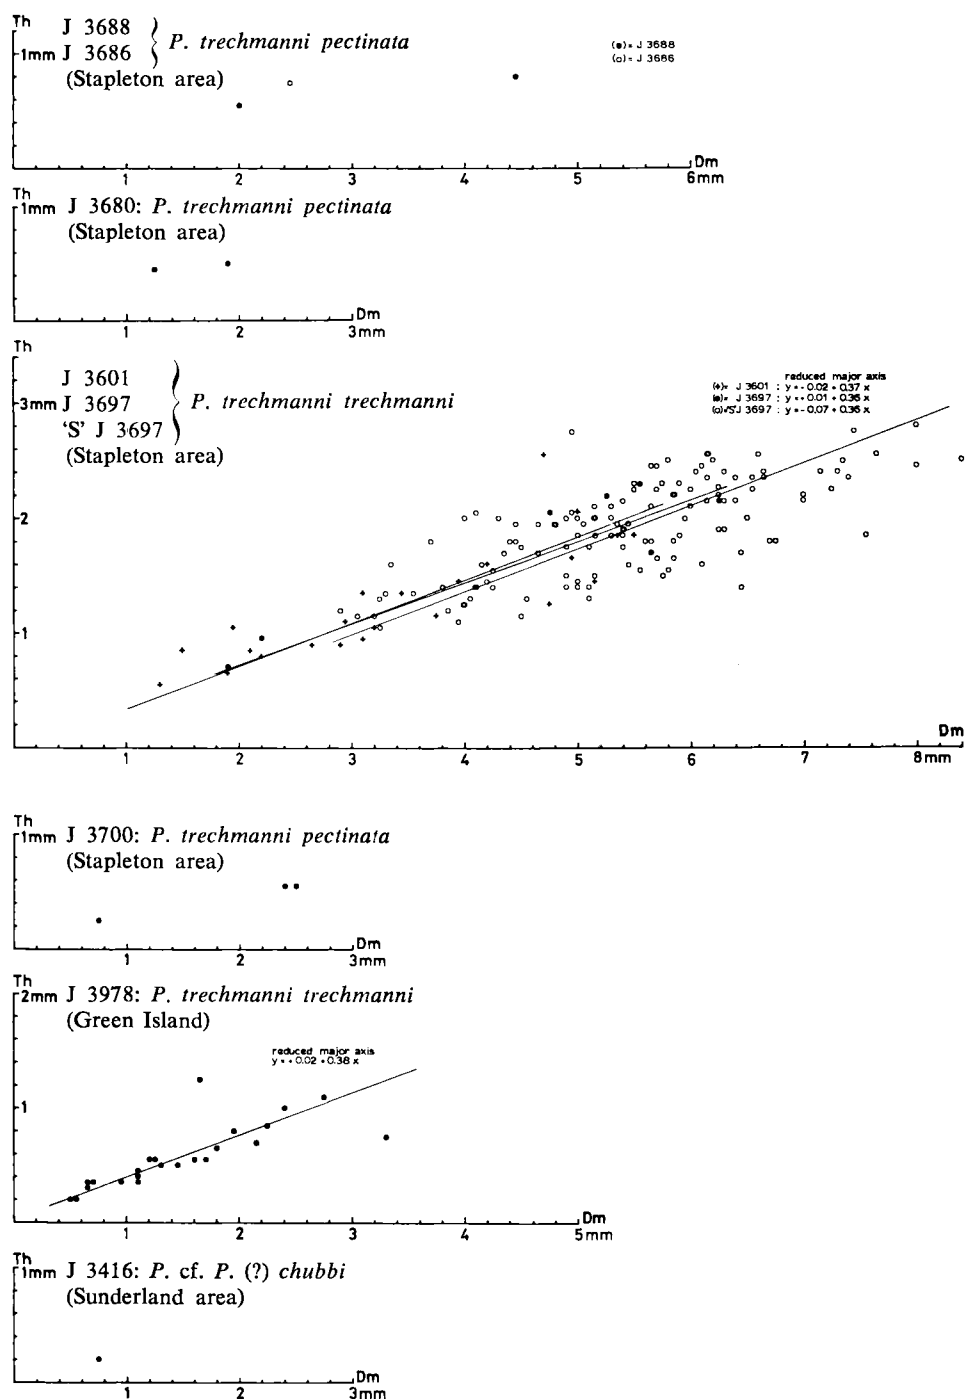 Th
J 3688
1mm J 3686
P. trechmanni pectinata
(Stapleton area)
(●)= J 3688
(○)= J 3686
Dm
1 2 3 4 5 6mm
Th
1mm J 3680: P. trechmanni pectinata
(Stapleton area)
Dm
1 2 3mm
Th
J 3601
3mm J 3697
'S' J 3697
P. trechmanni trechmanni
(Stapleton area)
reduced major axis
(+)= J 3601 : y = - 0.02 + 0.37 x
(●)= J 3697 : y = + 0.01 + 0.36 x
(○)='S'J 3697 : y = - 0.07 + 0.36 x
2
1
Dm
1 2 3 4 5 6 7 8mm
Th
1mm J 3700: P. trechmanni pectinata
(Stapleton area)
Dm
1 2 3mm
Th
2mm J 3978: P. trechmanni trechmanni
(Green Island)
reduced major axis
y = + 0.02 + 0.38 x
1
Dm
1 2 3 4 5mm
Th
1mm J 3416: P. cf. P. (?) chubbi
(Sunderland area)
Dm
1 2 3mm